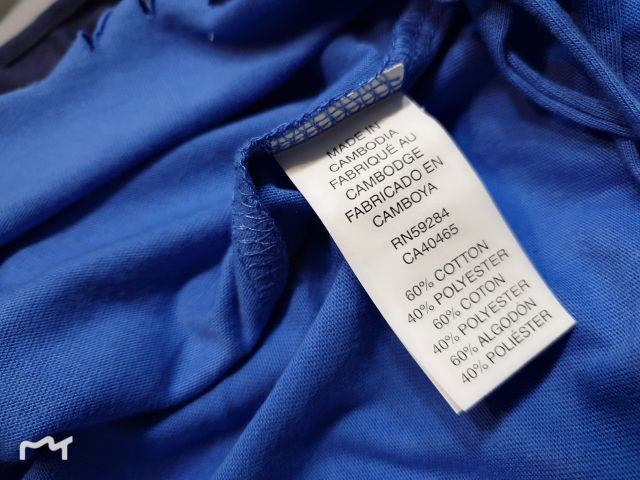 MADE IN
CAMBODIA
FABRIQUÉ AU
CAMBODGE
FABRICADO EN
CAMBOYA
RN59284
CA40465
60% COTTON
40% POLYESTER
60% COTON
40% POLYESTER
60% ALGODÓN
40% POLIÉSTER